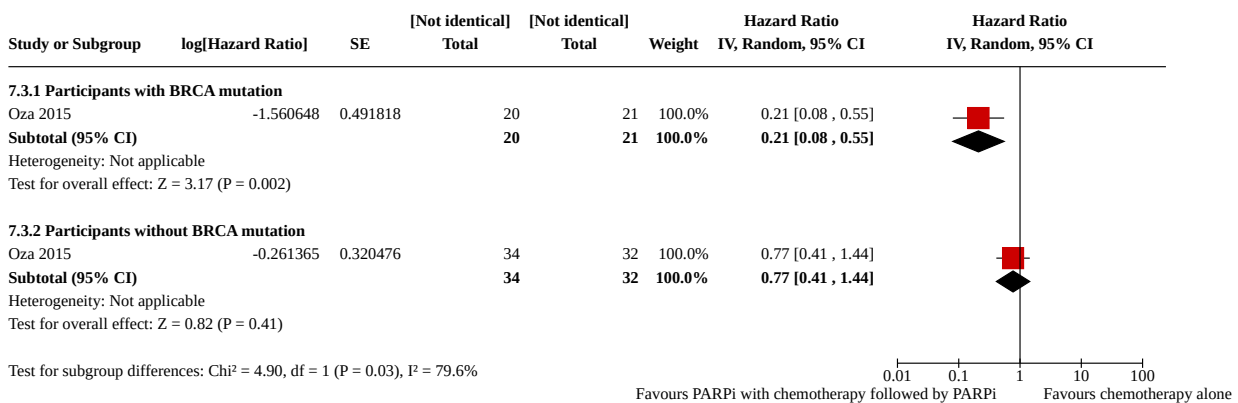 [Not identical] [Not identical] Hazard Ratio Hazard Ratio
Study or Subgroup log[Hazard Ratio] SE Total Total Weight IV, Random, 95% CI IV, Random, 95% CI
7.3.1 Participants with BRCA mutation
Oza 2015 -1.560648 0.491818 20 21 100.0% 0.21 [0.08 , 0.55]
Subtotal (95% CI) 20 21 100.0% 0.21 [0.08 , 0.55]
Heterogeneity: Not applicable
Test for overall effect: Z = 3.17 (P = 0.002)
7.3.2 Participants without BRCA mutation
Oza 2015 -0.261365 0.320476 34 32 100.0% 0.77 [0.41 , 1.44]
Subtotal (95% CI) 34 32 100.0% 0.77 [0.41 , 1.44]
Heterogeneity: Not applicable
Test for overall effect: Z = 0.82 (P = 0.41)
Test for subgroup differences: Chi² = 4.90, df = 1 (P = 0.03), I² = 79.6%
0.01 0.1 1 10 100
Favours PARPi with chemotherapy followed by PARPi Favours chemotherapy alone